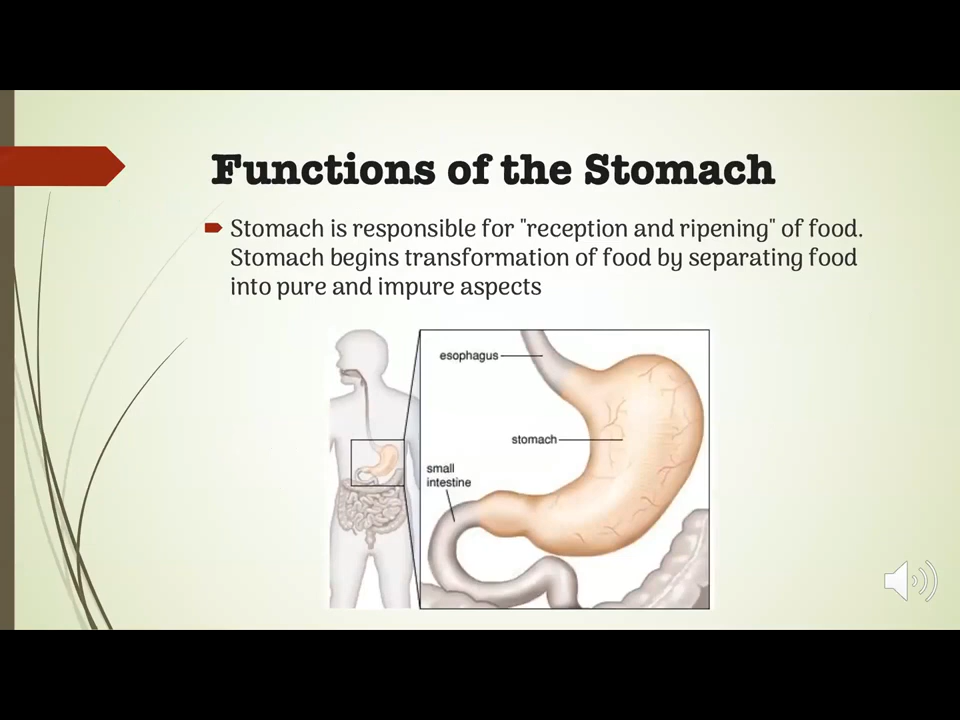 Functions of the Stomach
Stomach is responsible for "reception and ripening" of food.
Stomach begins transformation of food by separating food
into pure and impure aspects
esophagus
stomach
small
intestine